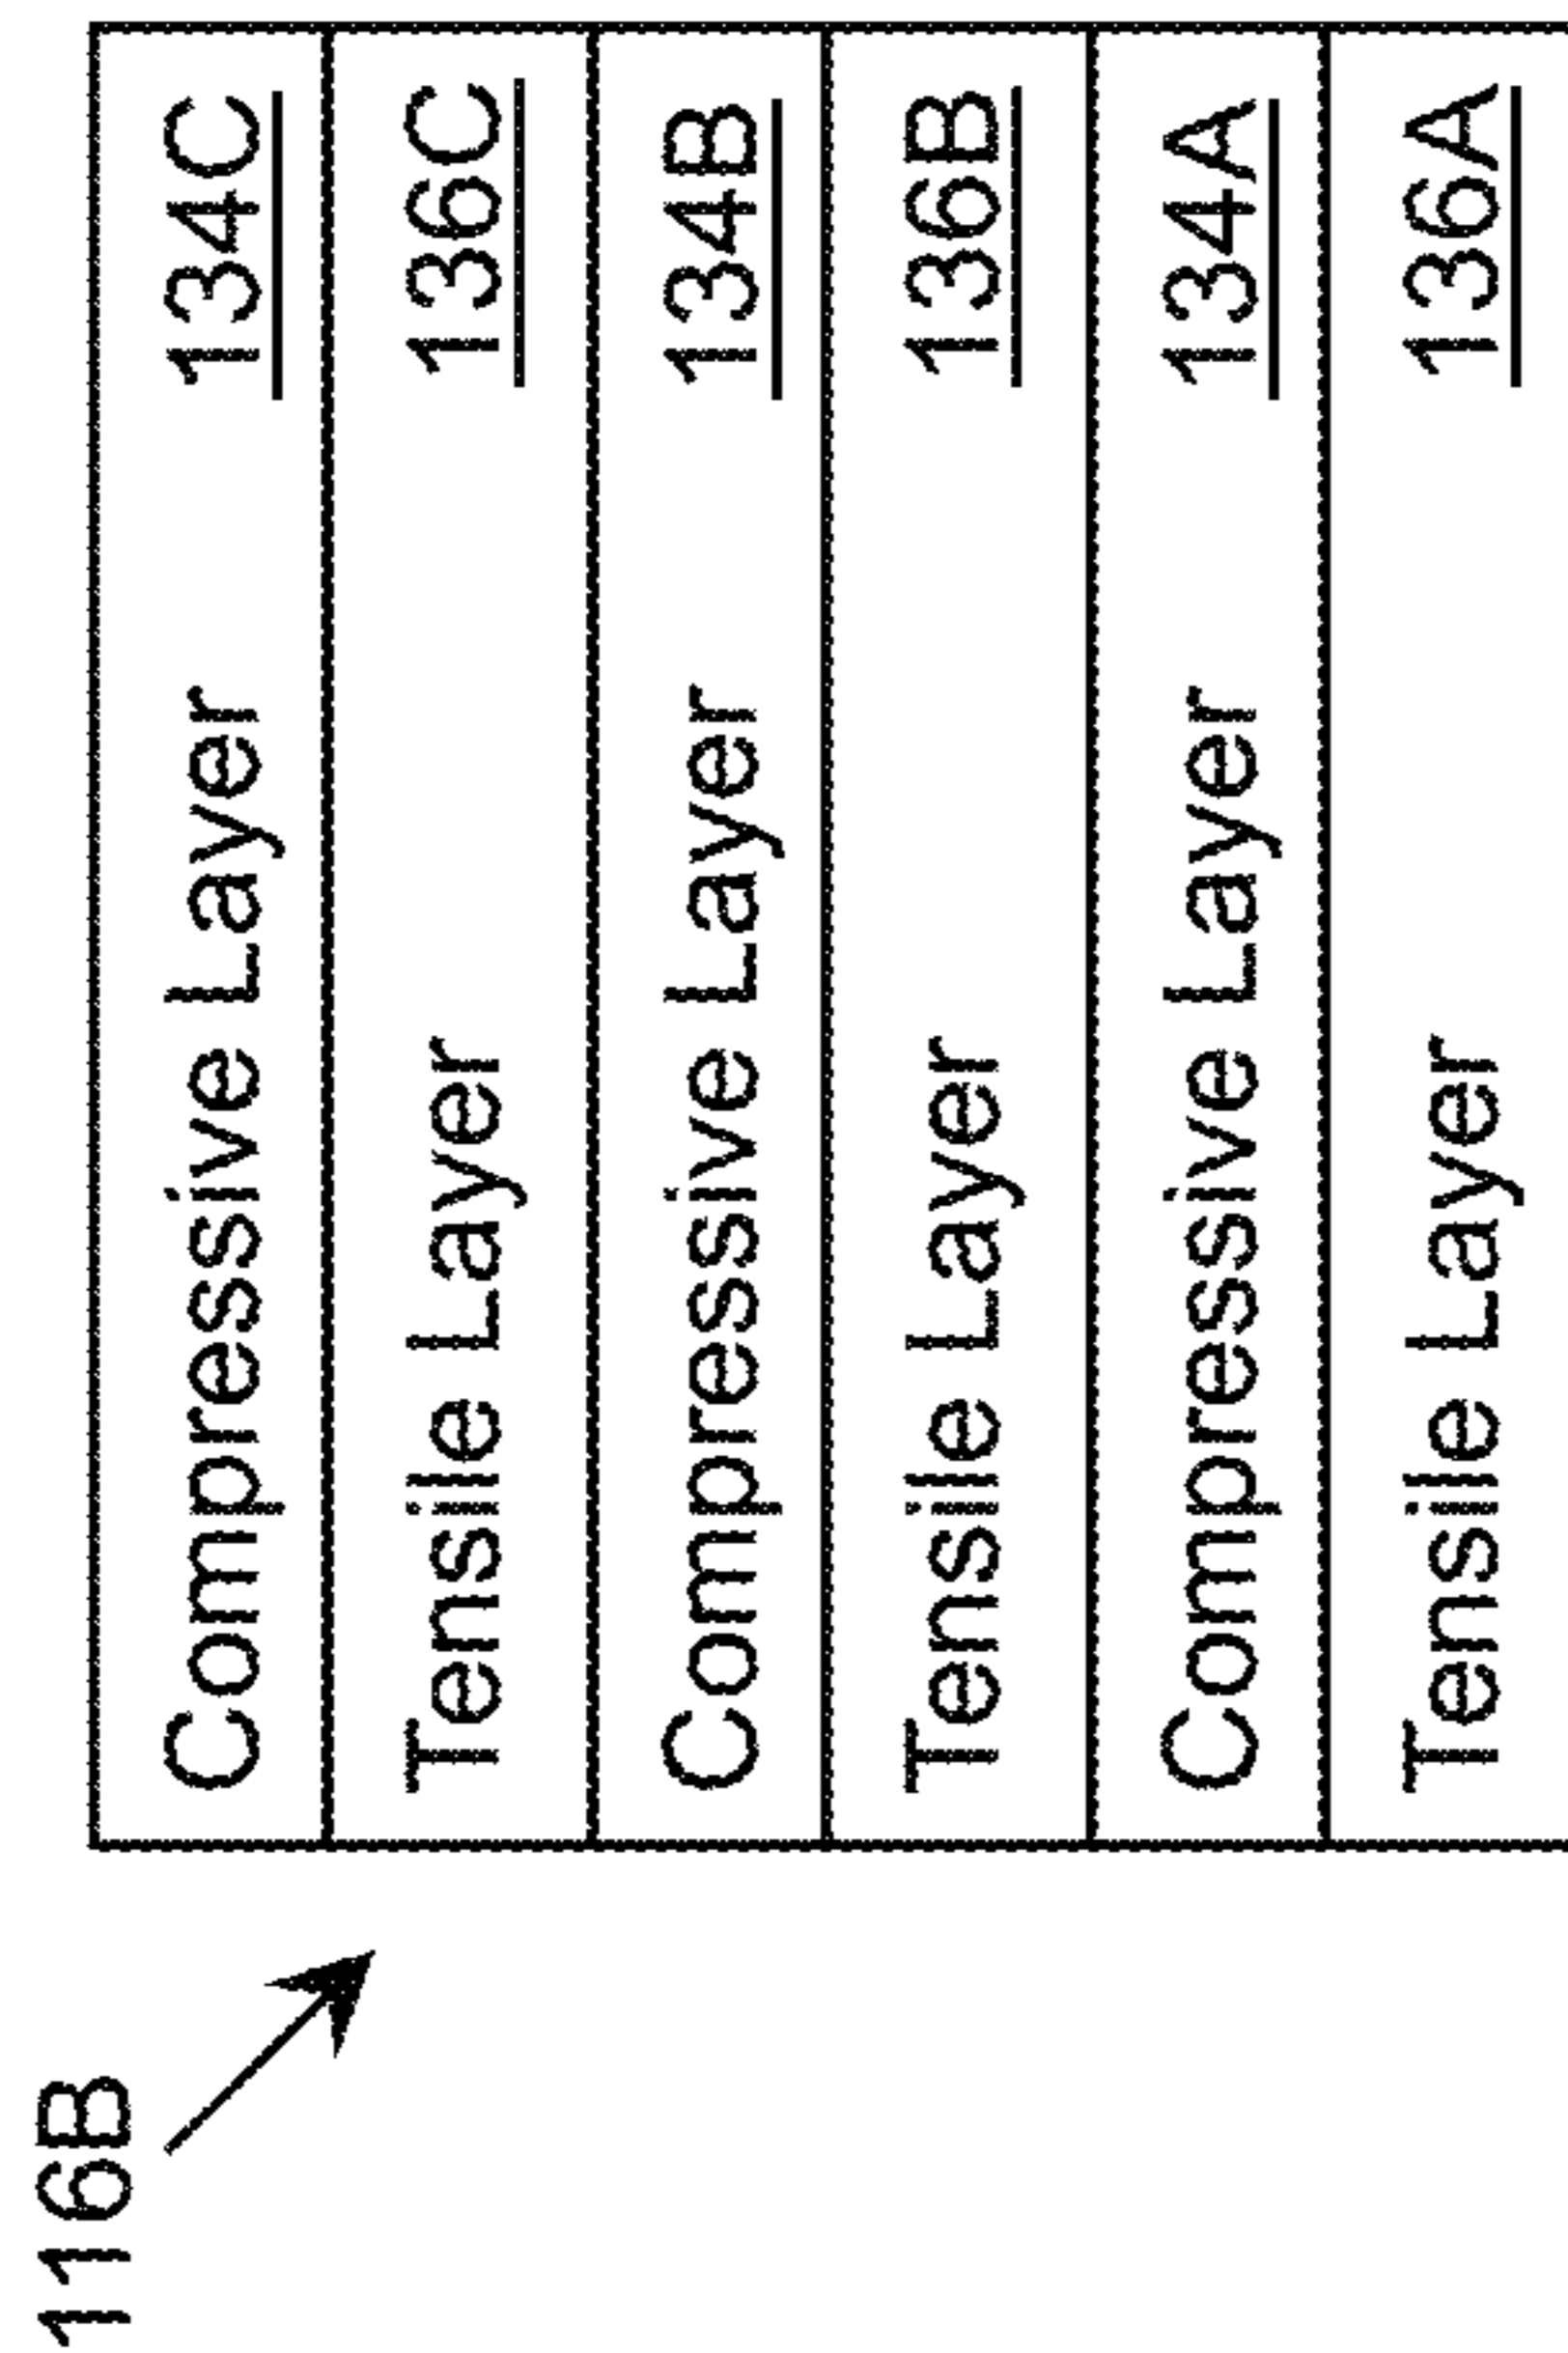 116B
Compressive Layer 134C
Tensile Layer 136C
Compressive Layer 134B
Tensile Layer 136B
Compressive Layer 134A
Tensile Layer 136A